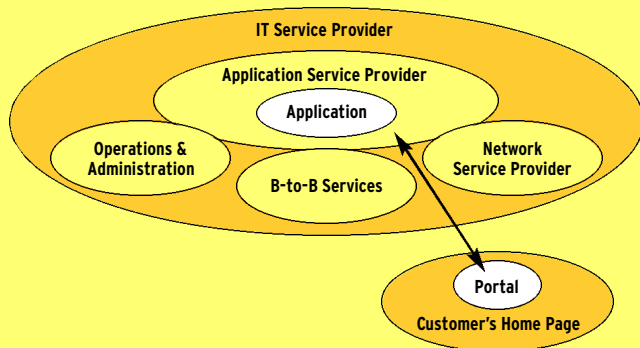 IT Service Provider
Application Service Provider
Application
Operations &
Administration
Network
Service Provider
B-to-B Services
Portal
Customer's Home Page